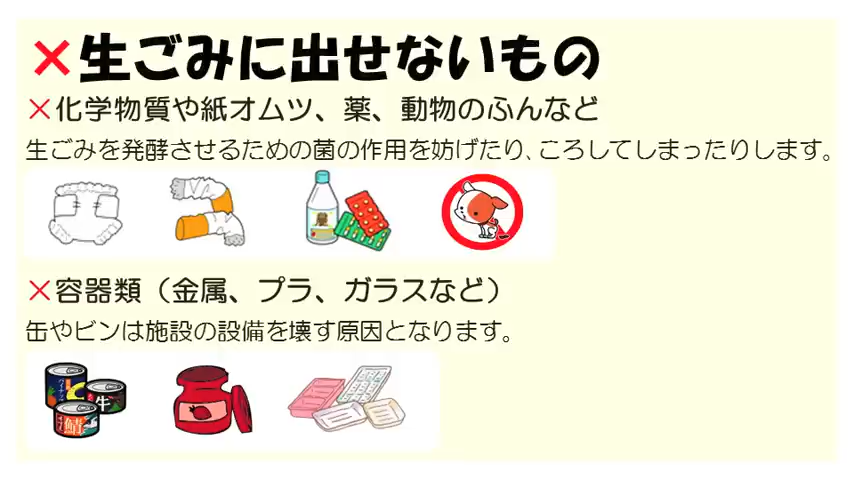 ×生ごみに出せないもの
×化学物質や紙オムツ、薬、動物のふんなど
生ごみを発酵させるための菌の作用を妨げたり、ころしてしまったりします。
×容器類（金属、プラ、ガラスなど）
缶やビンは施設の設備を壊す原因となります。
牛
鯖